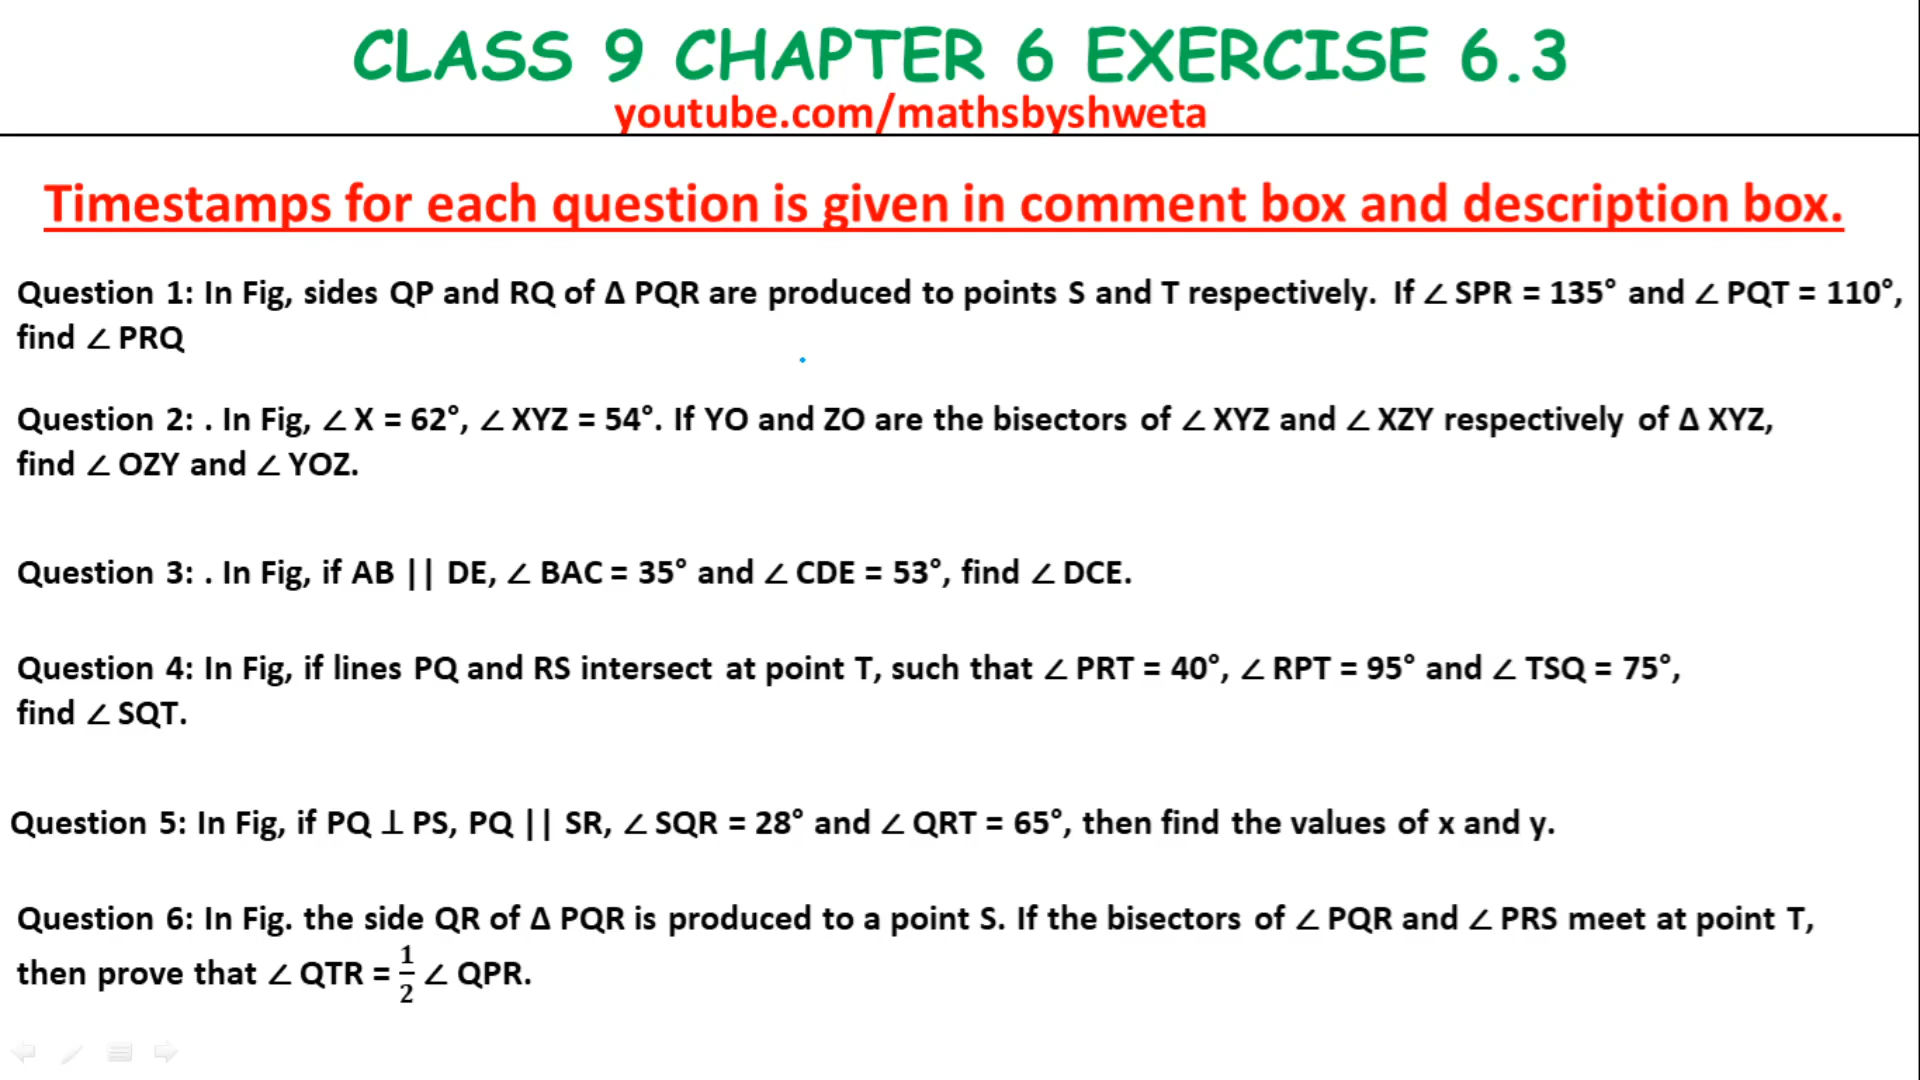 CLASS 9 CHAPTER 6 EXERCISE 6.3
youtube.com/mathsbyshweta
Timestamps for each question is given in comment box and description box.
Question 1: In Fig, sides QP and RQ of Δ PQR are produced to points S and T respectively. If ∠ SPR = 135° and ∠ PQT = 110°,
find ∠ PRQ
Question 2: . In Fig, ∠ X = 62°, ∠ XYZ = 54°. If YO and ZO are the bisectors of ∠ XYZ and ∠ XZY respectively of Δ XYZ,
find ∠ OZY and ∠ YOZ.
Question 3: . In Fig, if AB || DE, ∠ BAC = 35° and ∠ CDE = 53°, find ∠ DCE.
Question 4: In Fig, if lines PQ and RS intersect at point T, such that ∠ PRT = 40°, ∠ RPT = 95° and ∠ TSQ = 75°,
find ∠ SQT.
Question 5: In Fig, if PQ ⊥ PS, PQ || SR, ∠ SQR = 28° and ∠ QRT = 65°, then find the values of x and y.
Question 6: In Fig. the side QR of Δ PQR is produced to a point S. If the bisectors of ∠ PQR and ∠ PRS meet at point T,
then prove that ∠ QTR = 1/2 ∠ QPR.